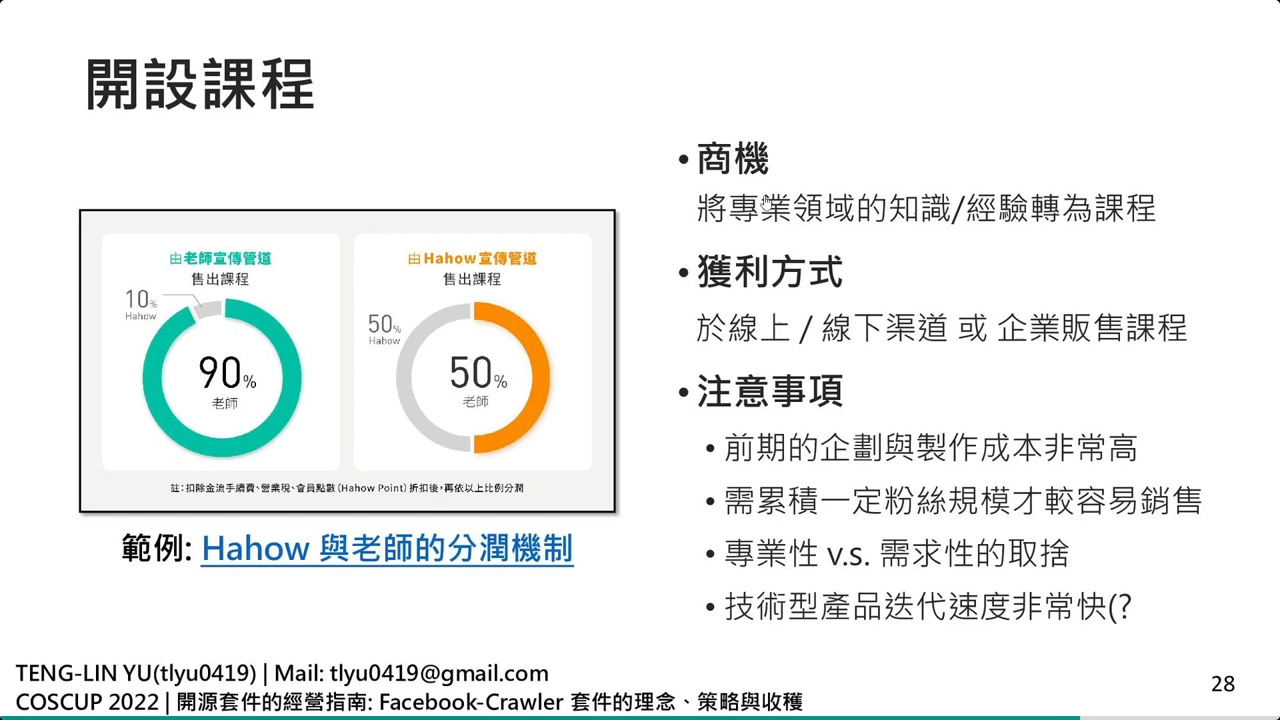 開設課程
由老師宣傳管道
售出課程
10%
Hahow
90%
老師
由Hahow宣傳管道
售出課程
50%
Hahow
50%
老師
註：扣除金流手續費、營業稅、會員點數（Hahow Point）折扣後，再依以上比例分潤
範例: Hahow 與老師的分潤機制
•商機
將專業領域的知識/經驗轉為課程
•獲利方式
於線上 / 線下渠道 或 企業販售課程
•注意事項
•前期的企劃與製作成本非常高
•需累積一定粉絲規模才較容易銷售
•專業性 v.s. 需求性的取捨
•技術型產品迭代速度非常快(?
TENG-LIN YU(tlyu0419) | Mail: tlyu0419@gmail.com
COSCUP 2022 | 開源套件的經營指南: Facebook-Crawler 套件的理念、策略與收穫
28